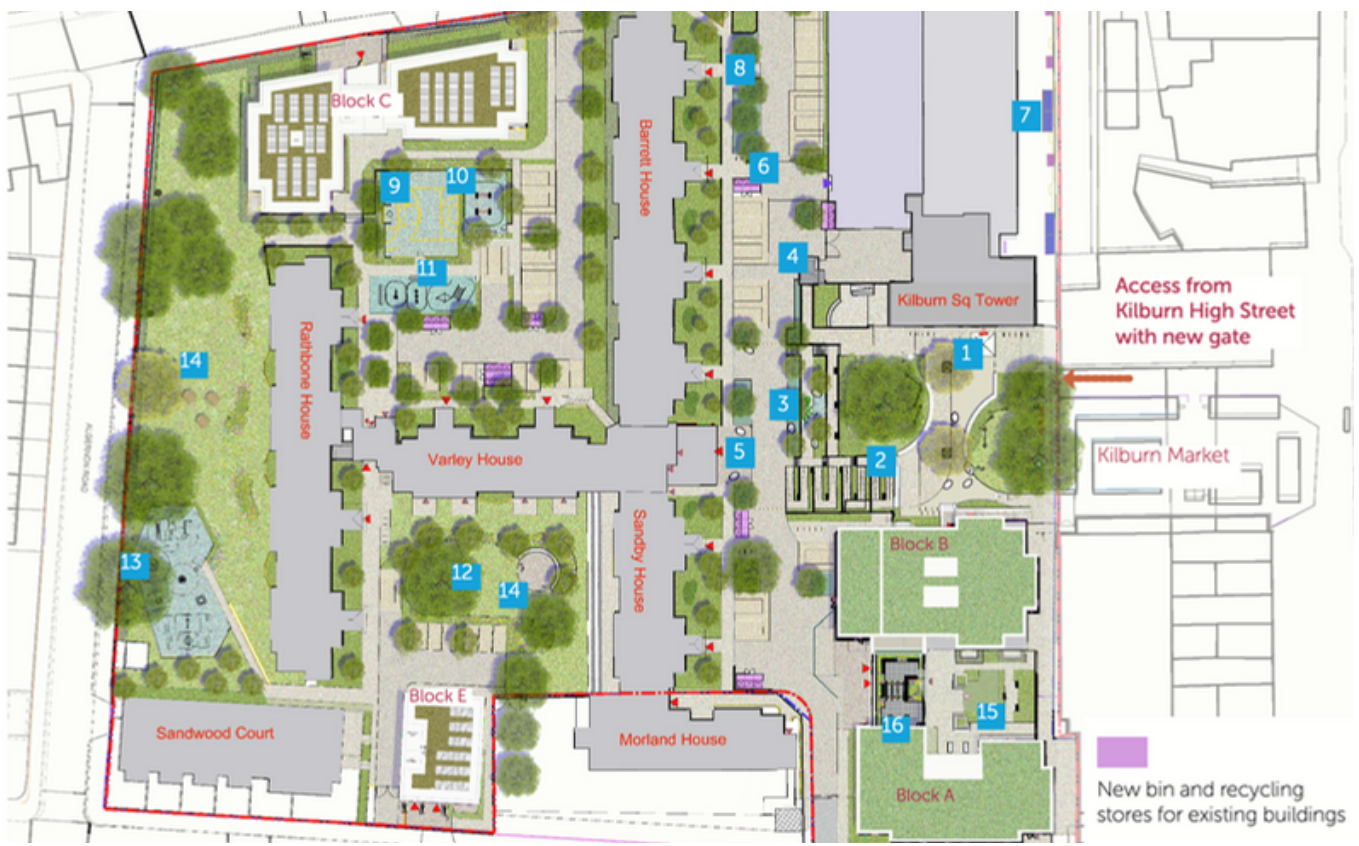 Block C
8
7
9
10
6
Barrett House
11
4
Kilburn Sq Tower
Access from
Kilburn High Street
with new gate
1
14
Rathbone House
ALGERNON ROAD
3
5
2
Varley House
Kilburn Market
Sandby House
Block B
13
12
14
Block E
15
16
Sandwood Court
Morland House
Block A
New bin and recycling
stores for existing buildings